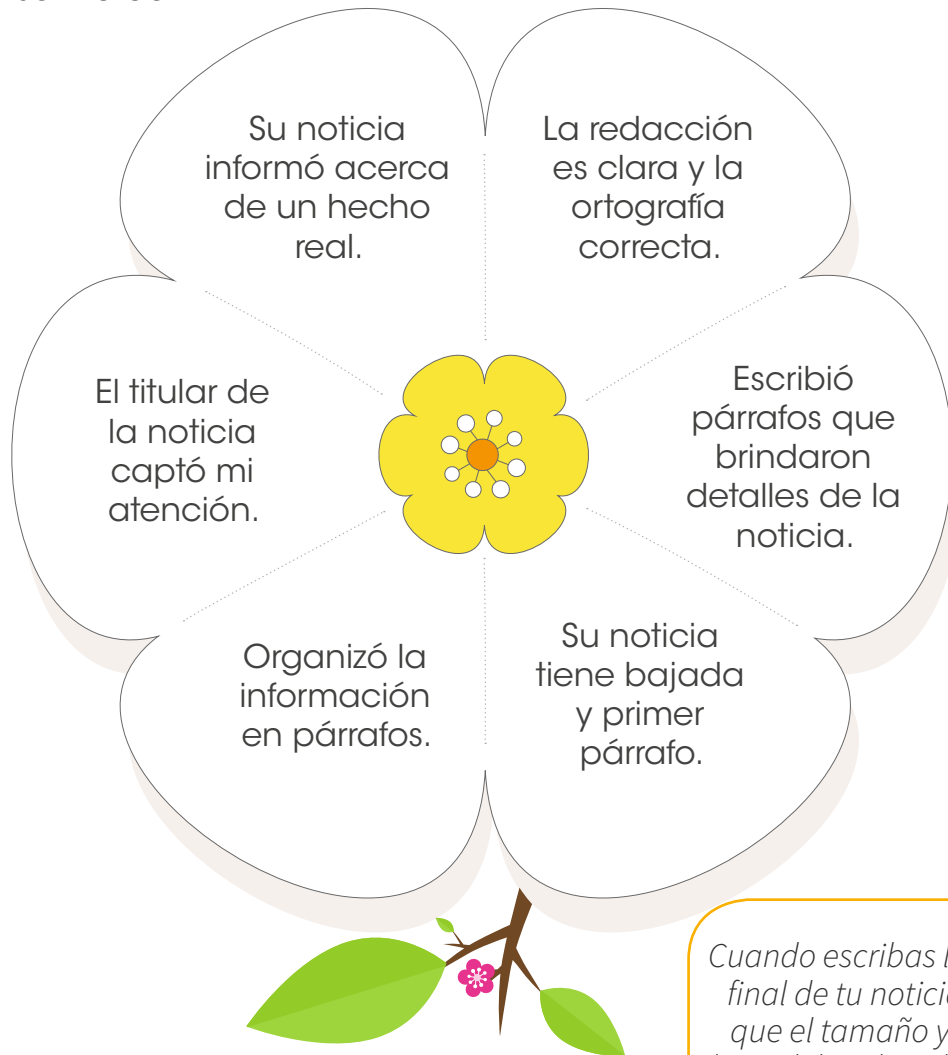 Su noticia
informó acerca
de un hecho
real.
La redacción
es clara y la
ortografía
correcta.
El titular de
la noticia
captó mi
atención.
Escribió
párrafos que
brindaron
detalles de la
noticia.
Organizó la
información
en párrafos.
Su noticia
tiene bajada
y primer
párrafo.
Cuando escribas
final de tu notici
que el tamaño y